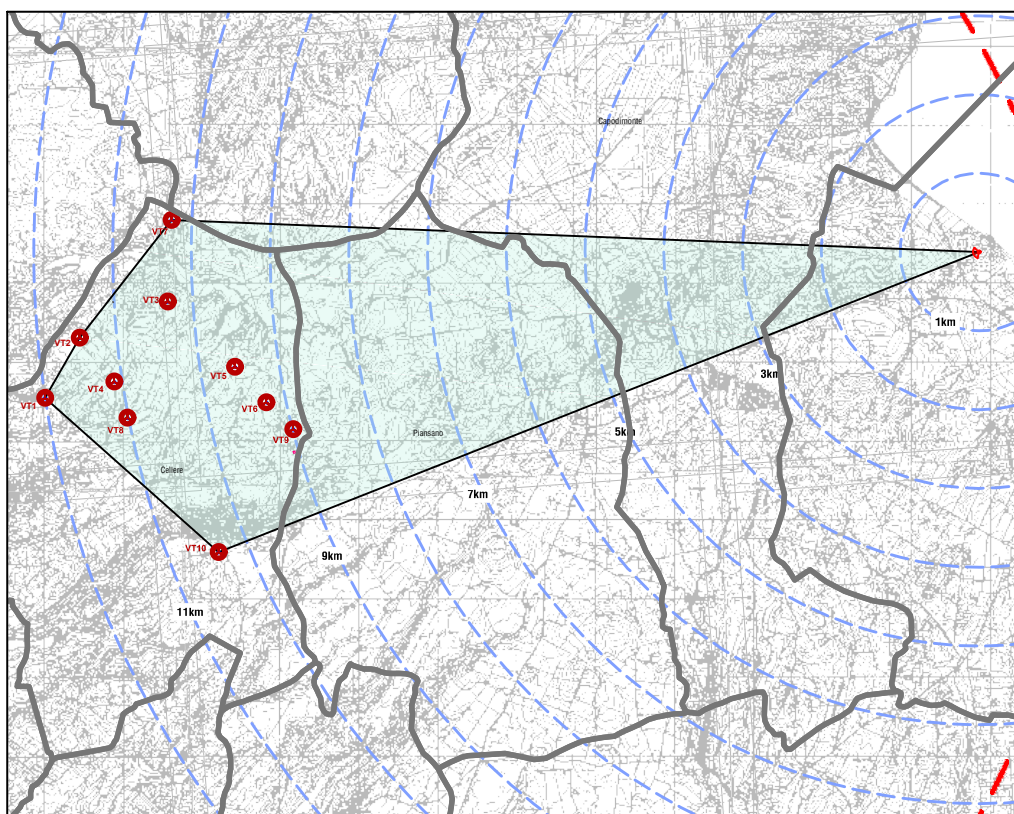 Capodimonte
VT7
VT3
1km
VT2
VT5
3km
VT4
VT1
VT6
VT8
Piansano
5km
VT9
Cellere
7km
VT10
9km
11km